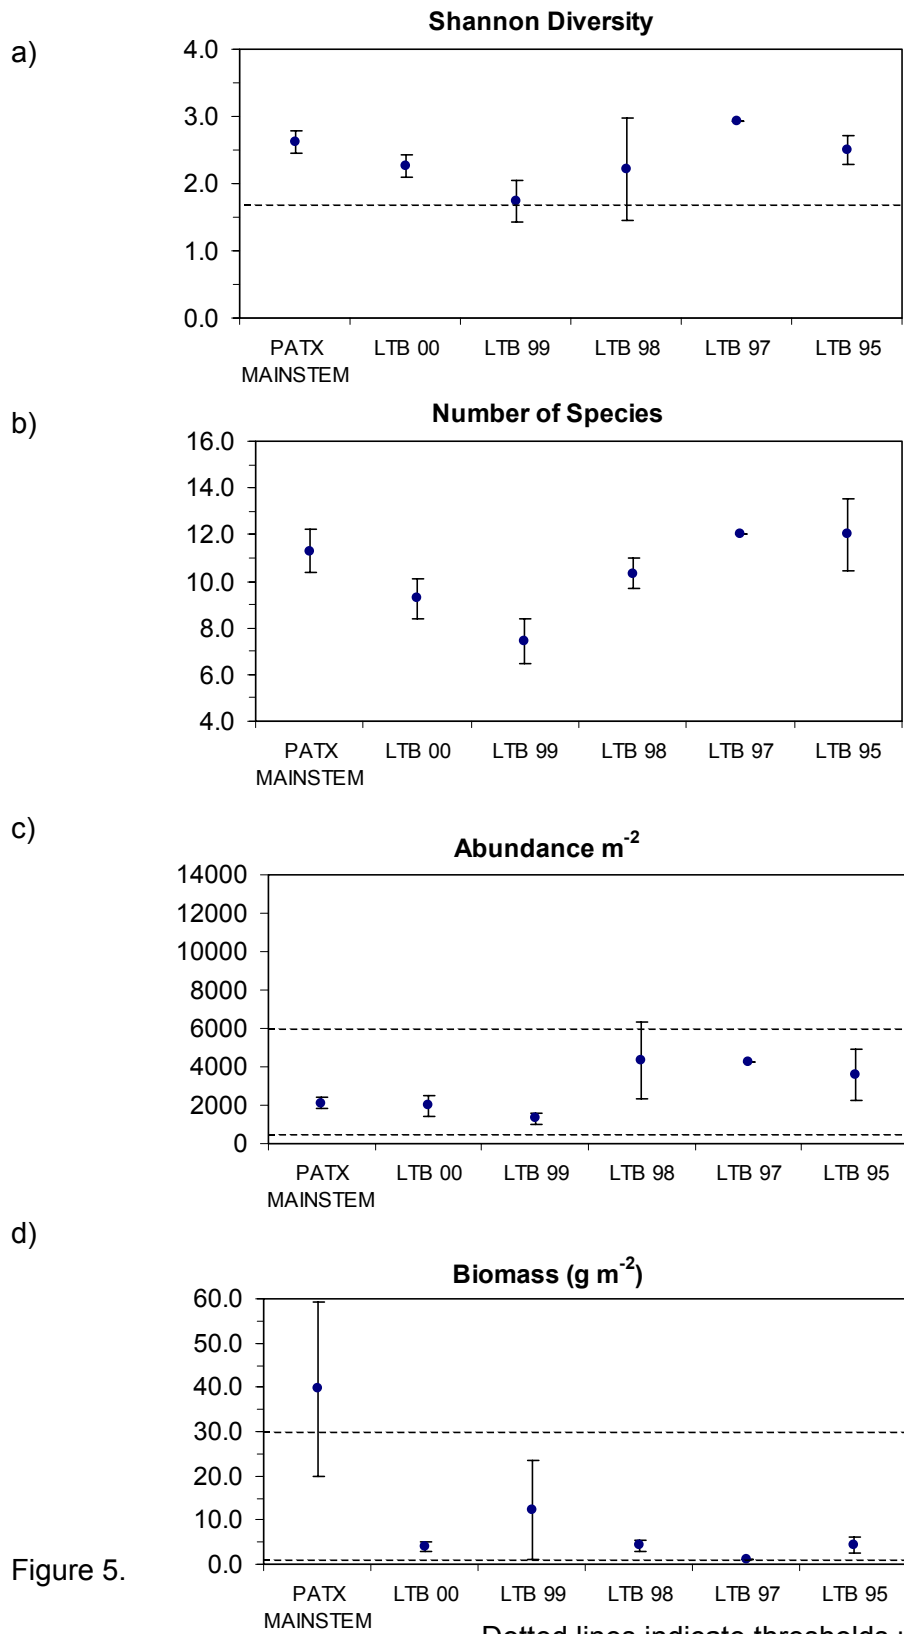 a)
Shannon Diversity
4.0
3.0
2.0
1.0
0.0
PATX MAINSTEM
LTB 00
LTB 99
LTB 98
LTB 97
LTB 95
b)
Number of Species
16.0
14.0
12.0
10.0
8.0
6.0
4.0
PATX MAINSTEM
LTB 00
LTB 99
LTB 98
LTB 97
LTB 95
c)
Abundance m⁻²
14000
12000
10000
8000
6000
4000
2000
0
PATX MAINSTEM
LTB 00
LTB 99
LTB 98
LTB 97
LTB 95
d)
Biomass (g m⁻²)
60.0
50.0
40.0
30.0
20.0
10.0
0.0
PATX MAINSTEM
LTB 00
LTB 99
LTB 98
LTB 97
LTB 95
Figure 5.
Dotted lines indicate thresholds